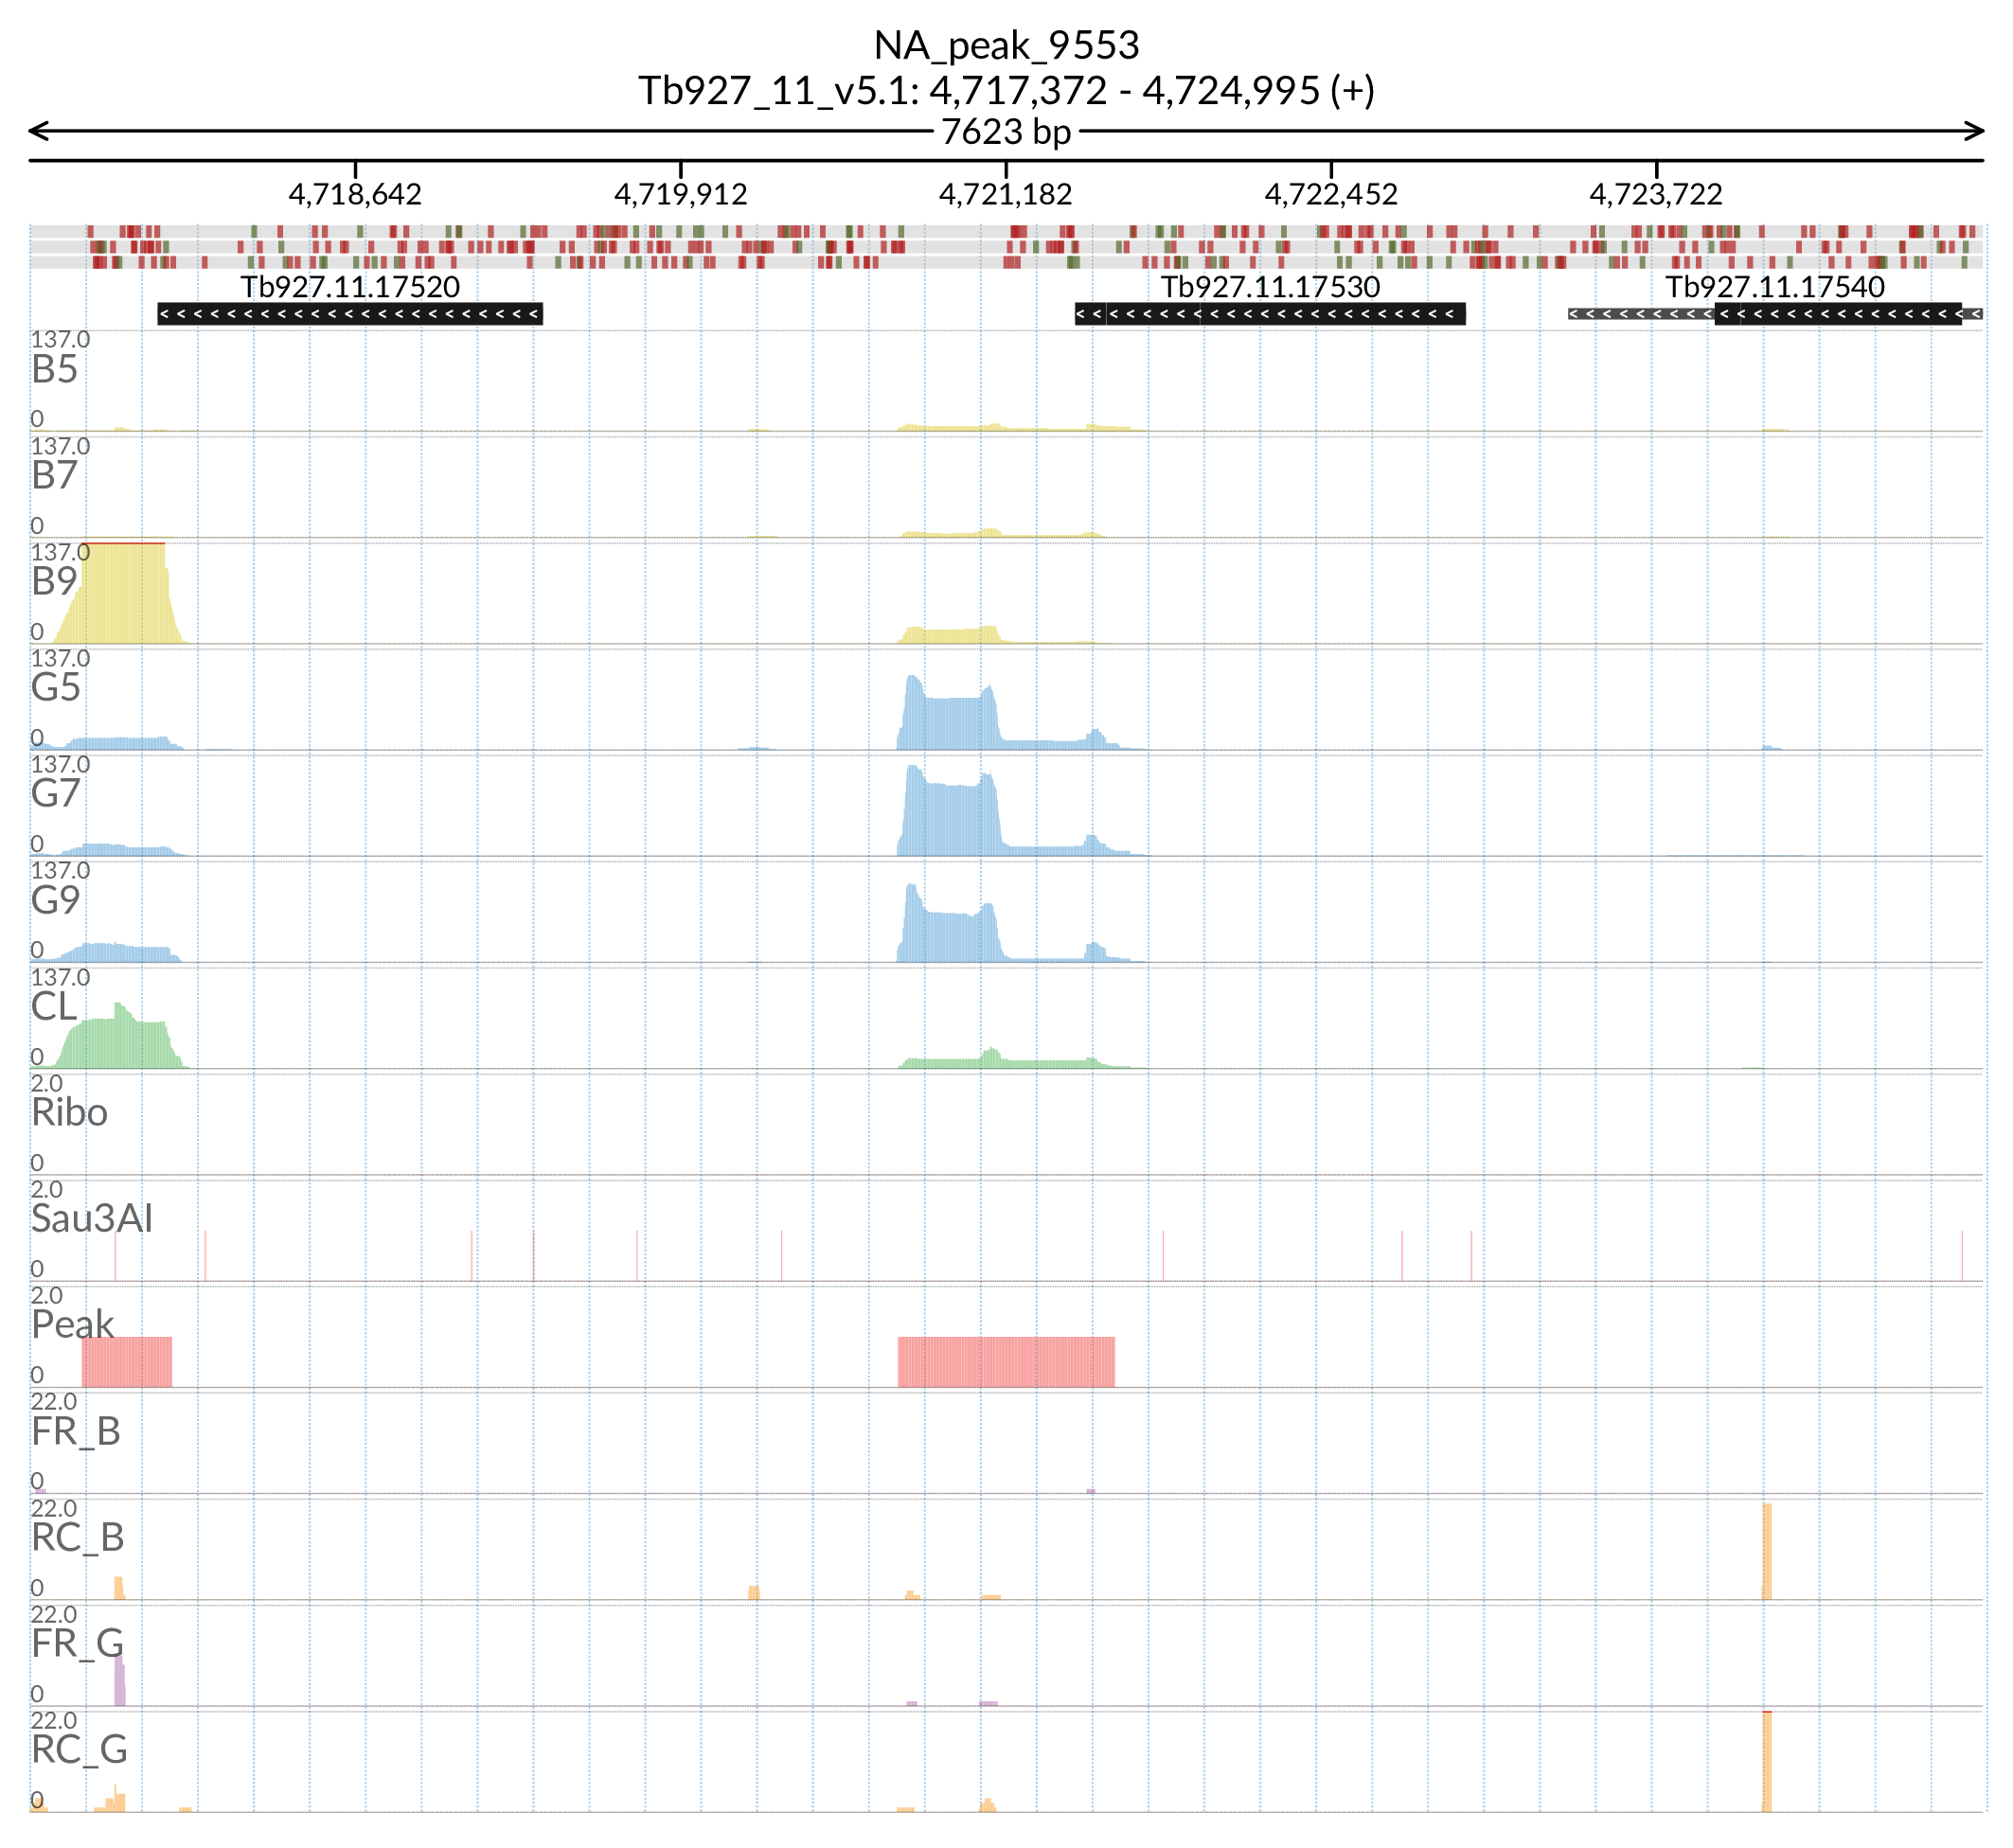 NA_peak_9553
Tb927_11_v5.1: 4,717,372 - 4,724,995 (+)
7623 bp
4,718,642 4,719,912 4,721,182 4,722,452 4,723,722
Tb927.11.17520 Tb927.11.17530 Tb927.11.17540
137.0
B5
0
137.0
B7
0
137.0
B9
0
137.0
G5
0
137.0
G7
0
137.0
G9
0
137.0
CL
0
2.0
Ribo
0
2.0
Sau3AI
0
2.0
Peak
0
22.0
FR_B
0
22.0
RC_B
0
22.0
FR_G
0
22.0
RC_G
0